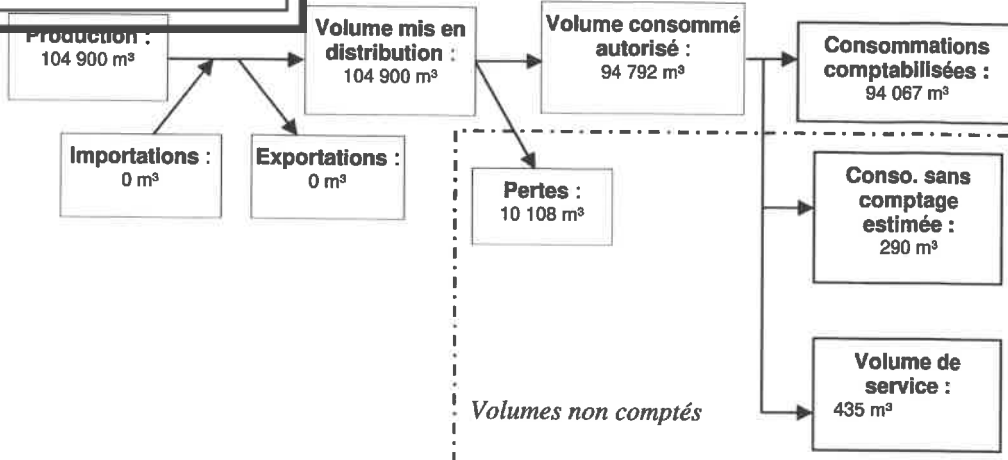 Production :
104 900 m³
Volume mis en
distribution :
104 900 m³
Volume consommé
autorisé :
94 792 m³
Consommations
comptabilisées :
94 067 m³
Importations :
0 m³
Exportations :
0 m³
Pertes :
10 108 m³
Conso. sans
comptage
estimée :
290 m³
Volume de
service :
435 m³
Volumes non comptés